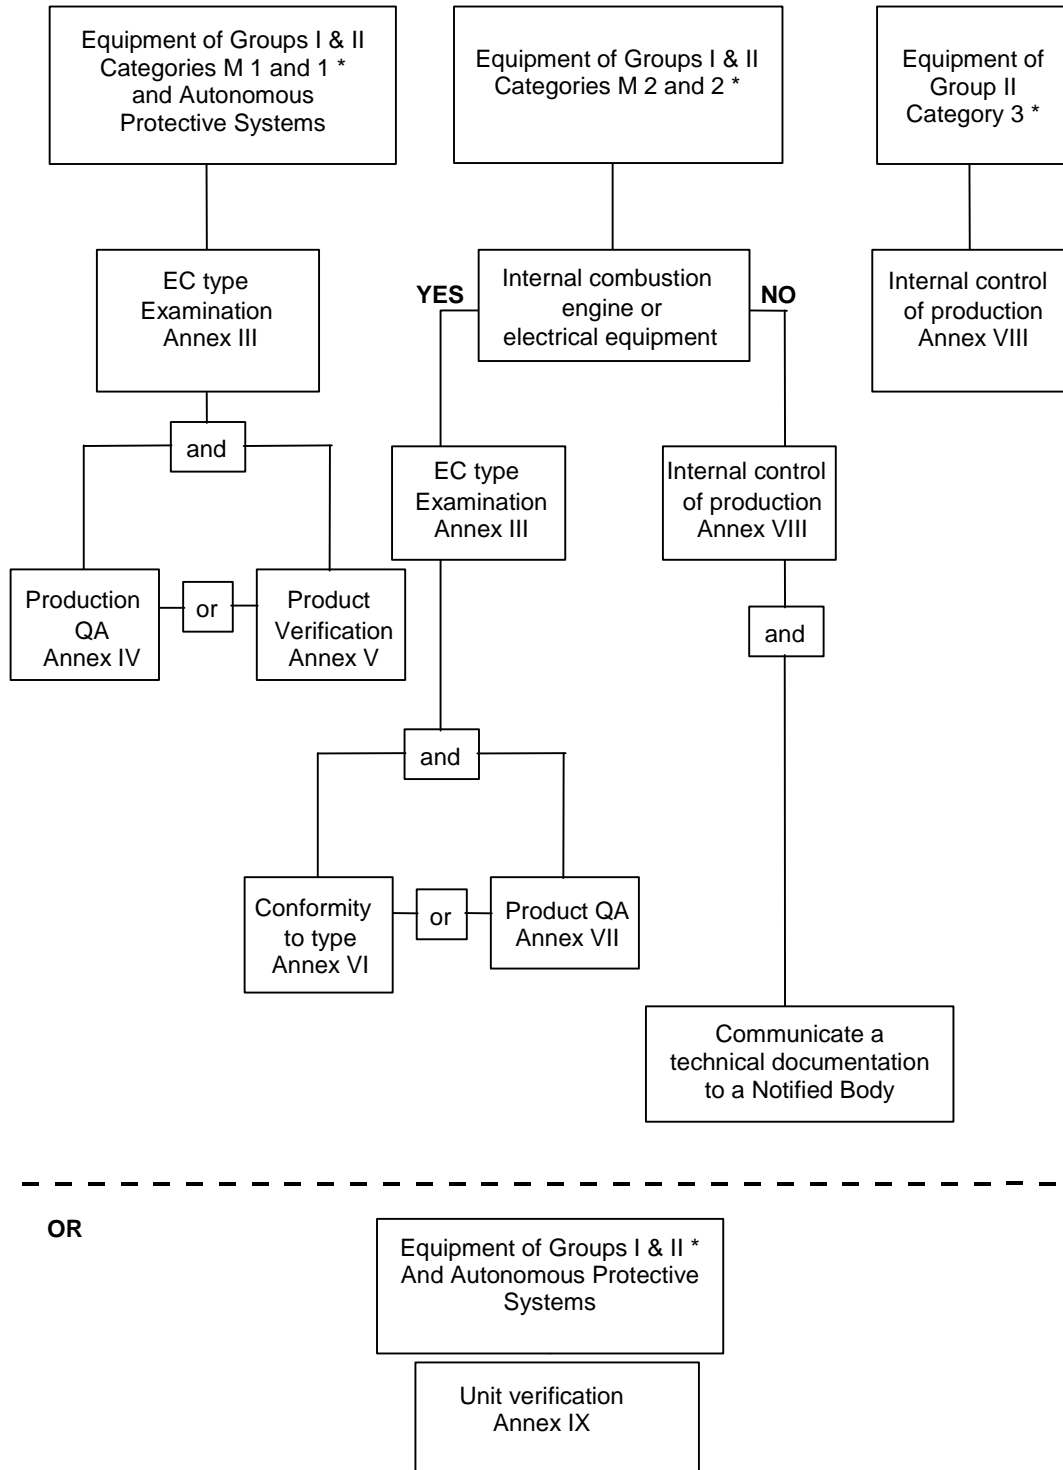 Equipment of Groups I & II
Categories M 1 and 1 *
and Autonomous
Protective Systems
Equipment of Groups I & II
Categories M 2 and 2 *
Equipment of
Group II
Category 3 *
EC type
Examination
Annex III
YES
Internal combustion
engine or
electrical equipment
NO
Internal control
of production
Annex VIII
and
EC type
Examination
Annex III
Internal control
of production
Annex VIII
Production
QA
Annex IV
or
Product
Verification
Annex V
and
and
Conformity
to type
Annex VI
or
Product QA
Annex VII
Communicate a
technical documentation
to a Notified Body
OR
Equipment of Groups I & II *
And Autonomous Protective
Systems
Unit verification
Annex IX